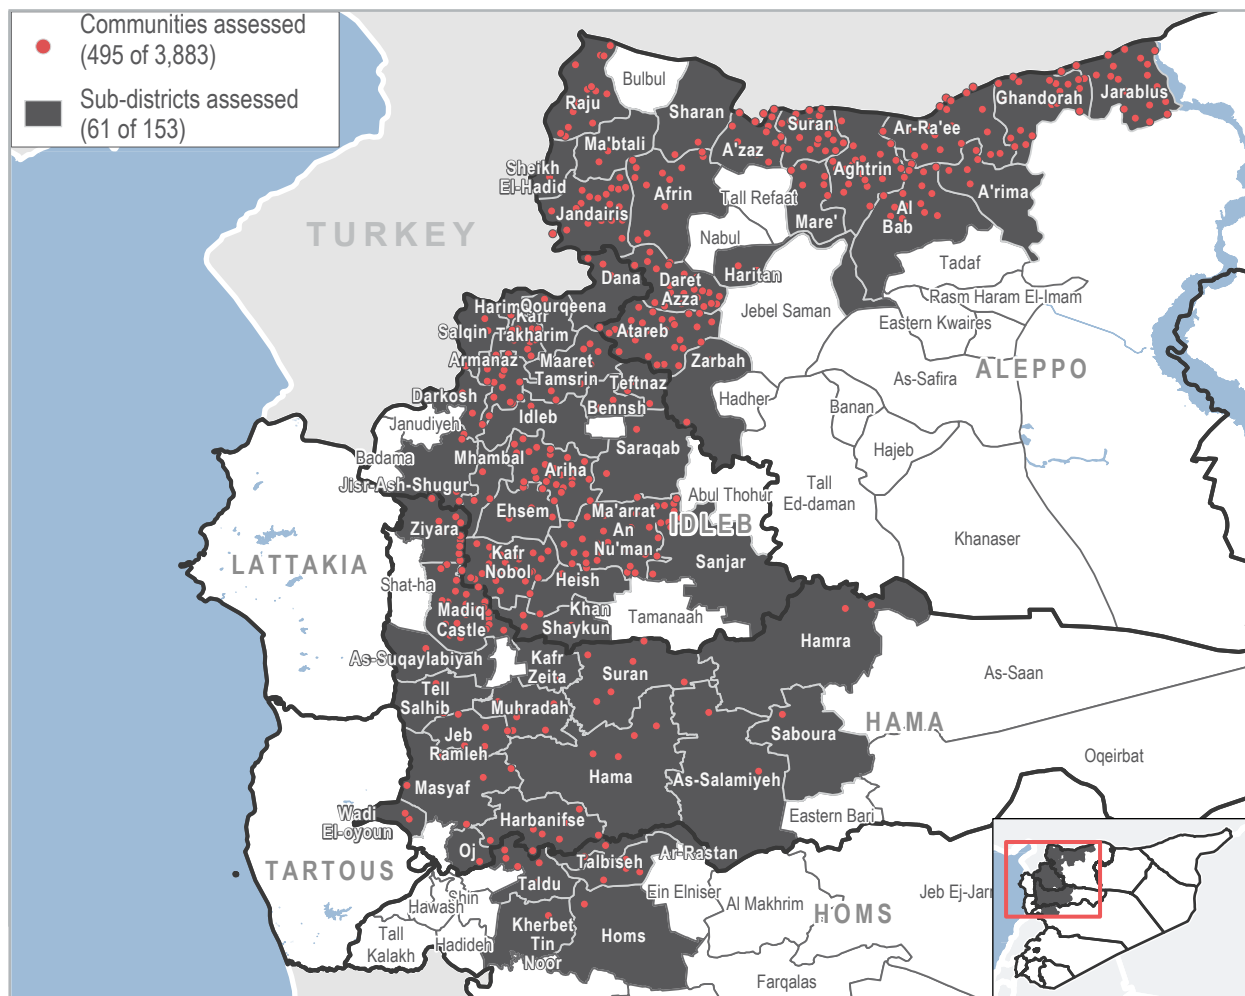 Communities assessed
(495 of 3,883)
Sub-districts assessed
(61 of 153)
Bulbul
Raju
Sharan
Ghandorah
Jarablus
Suran
Ar-Ra'ee
Ma'btali
A'zaz
Sheikh
El-Hadid
Aghtrin
Afrin
Tall Refaat
A'rima
Jandairis
Mare'
Al
Bab
TURKEY
Nabul
Tadaf
Dana
Daret
Azza
Haritan
Rasm Haram El-Imam
Harim
Qourqeena
Jebel Saman
Kafr
Takharim
Eastern Kwaires
Salqin
Atareb
Armanaz
Maaret
Tamsrin
Zarbah
ALEPPO
As-Safira
Teftnaz
Darkosh
Hadher
Banan
Bennsh
Idleb
Janudiyeh
Saraqab
Hajeb
Badama
Mhambal
Ariha
Jisr-Ash-Shugur
Tall
Ed-daman
Abul Thohur
Ehsem
Ma'arrat
An
Nu'man
IDLEB
Ziyara
Khanaser
Kafr
Nobol
LATTAKIA
Sanjar
Shat-ha
Heish
Madiq
Castle
Khan
Shaykun
Tamanaah
Hamra
As-Suqaylabiyah
Kafr
Zeita
Suran
As-Saan
Tell
Salhib
Muhradah
HAMA
Jeb
Ramleh
Saboura
Oqeirbat
Hama
As-Salamiyeh
Masyaf
Wadi
El-oyoun
Harbanifse
Eastern Bari
Oj
Ar-Rastan
Talbiseh
TARTOUS
Taldu
Shin
Ein Elniser
Jeb Ej-Jarr
Hawash
Al Makhrim
HOMS
Kherbet
Tin
Noor
Homs
Tall
Kalakh
Hadideh
Farqalas